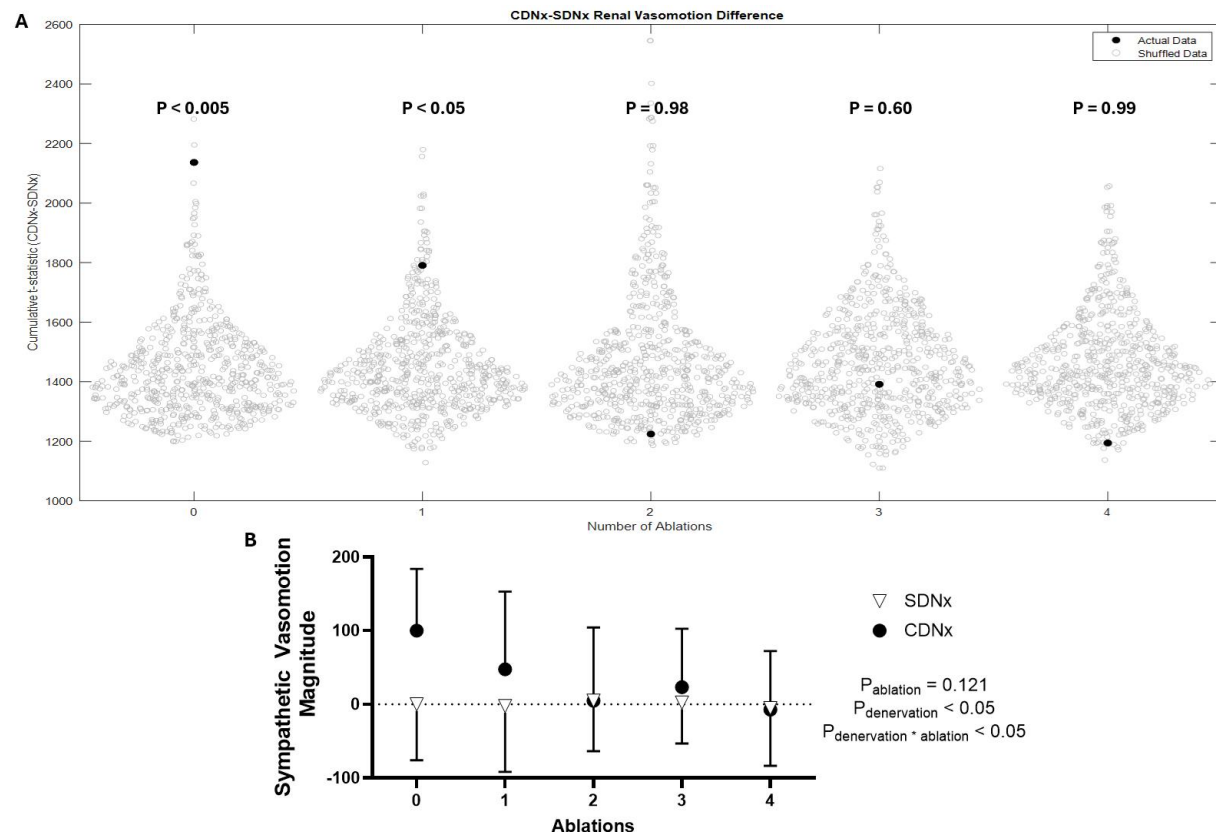 A
CDNx-SDNx Renal Vasomotion Difference
Actual Data
Shuffled Data
P < 0.005
P < 0.05
P = 0.98
P = 0.60
P = 0.99
Cumulative t-statistic (CDNx-SDNx)
2600
2400
2200
2000
1800
1600
1400
1200
1000
0
1
2
3
4
Number of Ablations
B
Sympathetic Vasomotion
Magnitude
200
100
0
-100
0
1
2
3
4
Ablations
SDNx
CDNx
Pablation = 0.121
Pdenervation < 0.05
Pdenervation * ablation < 0.05